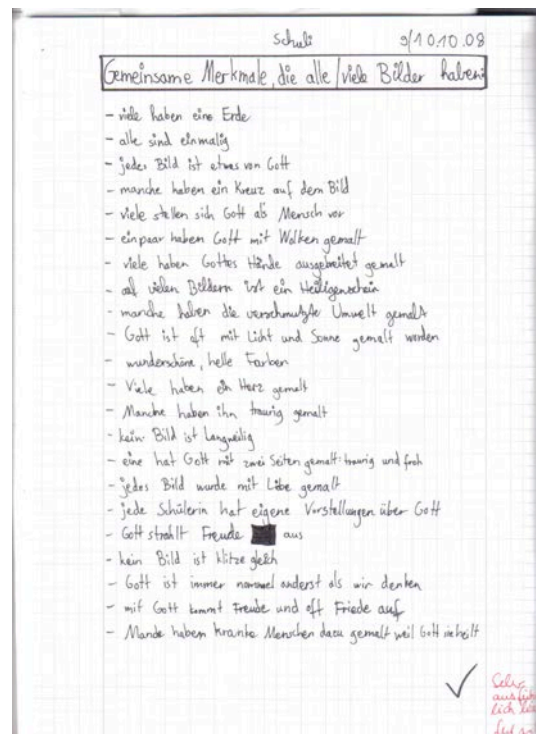 Schuli 9/10.10.08
Gemeinsame Merkmale, die alle/viele Bilder haben:
- viele haben eine Erde
- alle sind einmalig
- jedes Bild ist etwas von Gott
- manche haben ein Kreuz auf dem Bild
- viele stellen sich Gott als Mensch vor
- einpaar haben Gott mit Wolken gemalt
- viele haben Gottes Hände ausgebreitet gemalt
- auf vielen Bildern ist ein Heiligenschein
- manche haben die verschmutzte Umwelt gemalt
- Gott ist oft mit Licht und Sonne gemalt worden
- wunderschöne, helle Farben
- Viele haben ein Herz gemalt
- Manche haben ihn traurig gemalt
- kein Bild ist Langweilig
- eine hat Gott mit zwei Seiten gemalt: traurig und froh
- jedes Bild wurde mit Liebe gemalt
- jede Schülerin hat eigene Vorstellungen über Gott
- Gott strahlt Freude aus
- kein Bild ist klitze gleich
- Gott ist immer nommel anderst als wir denken
- mit Gott kommt Freude und oft Friede auf
- Manche haben kranke Menschen dazu gemalt weil Gott sie heilt
Sehr
ausführ
lich